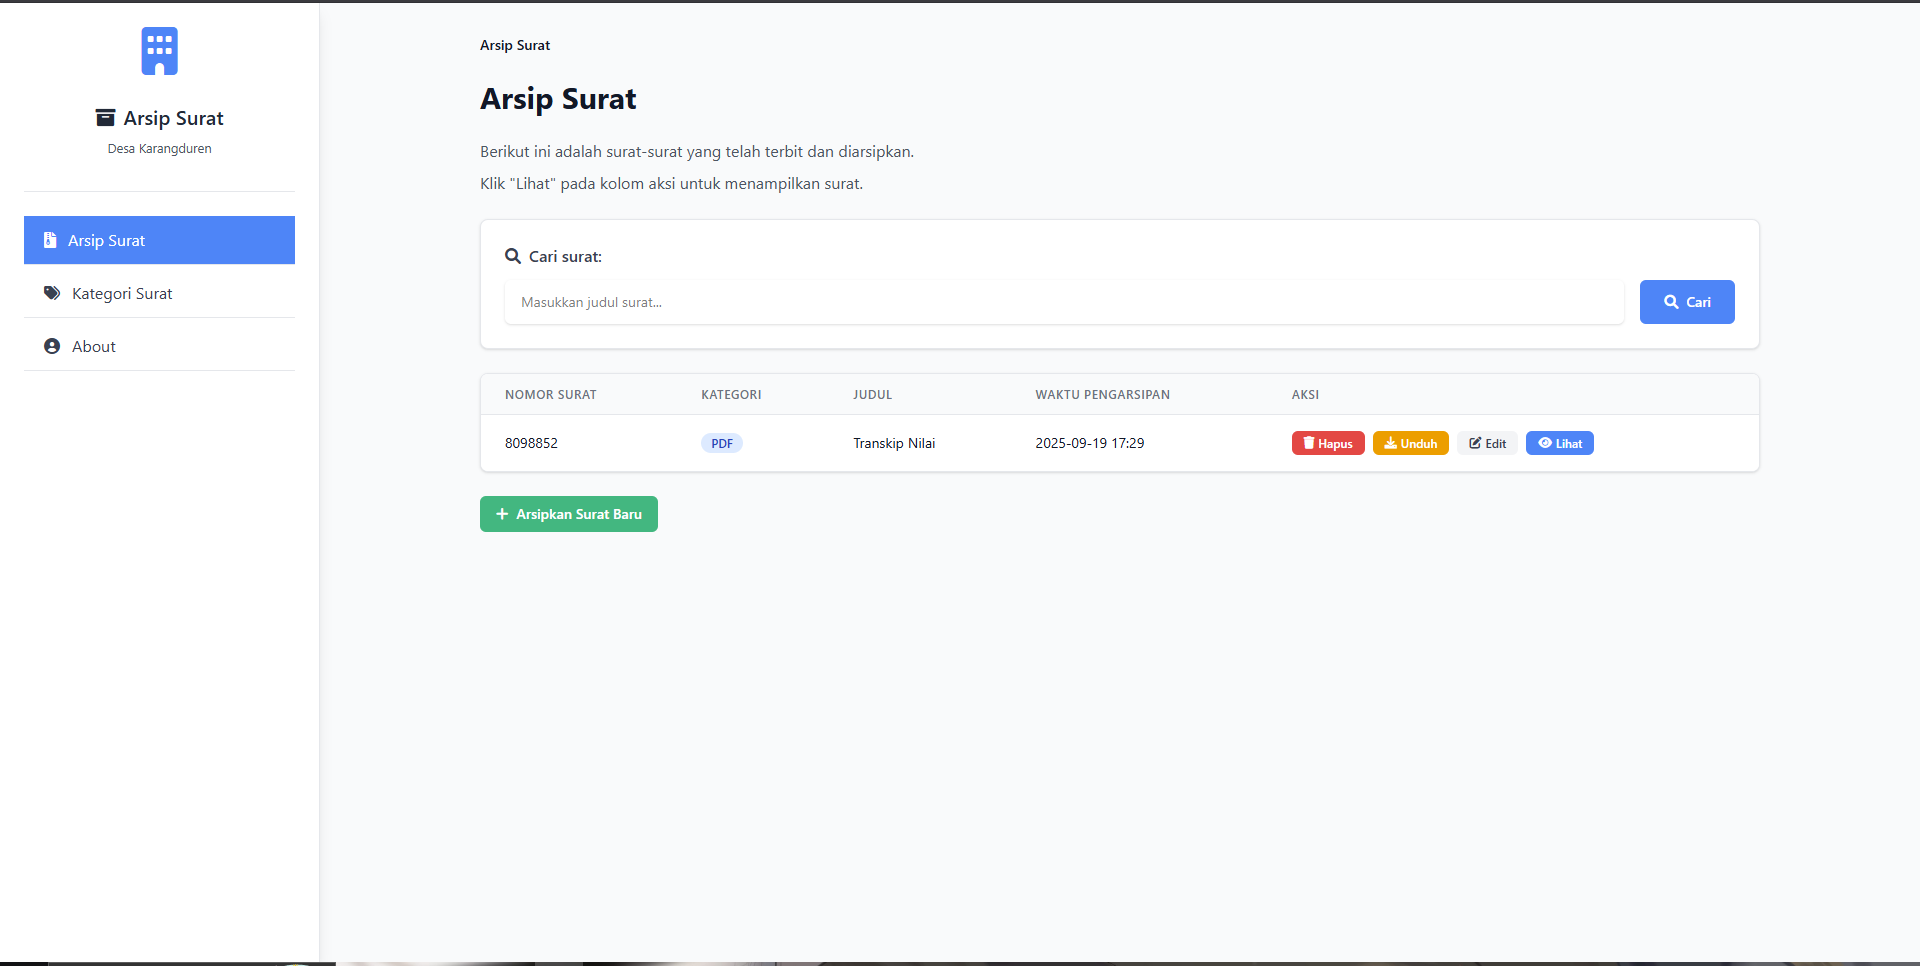 Arsip Surat
Desa Karangduren
Arsip Surat
Kategori Surat
About
Arsip Surat
Arsip Surat
Berikut ini adalah surat-surat yang telah terbit dan diarsipkan.
Klik "Lihat" pada kolom aksi untuk menampilkan surat.
Cari surat:
Masukkan judul surat...
Cari
NOMOR SURAT KATEGORI JUDUL WAKTU PENGARSIPAN AKSI
8098852 PDF Transkip Nilai 2025-09-19 17:29 Hapus Unduh Edit Lihat
Arsipkan Surat Baru